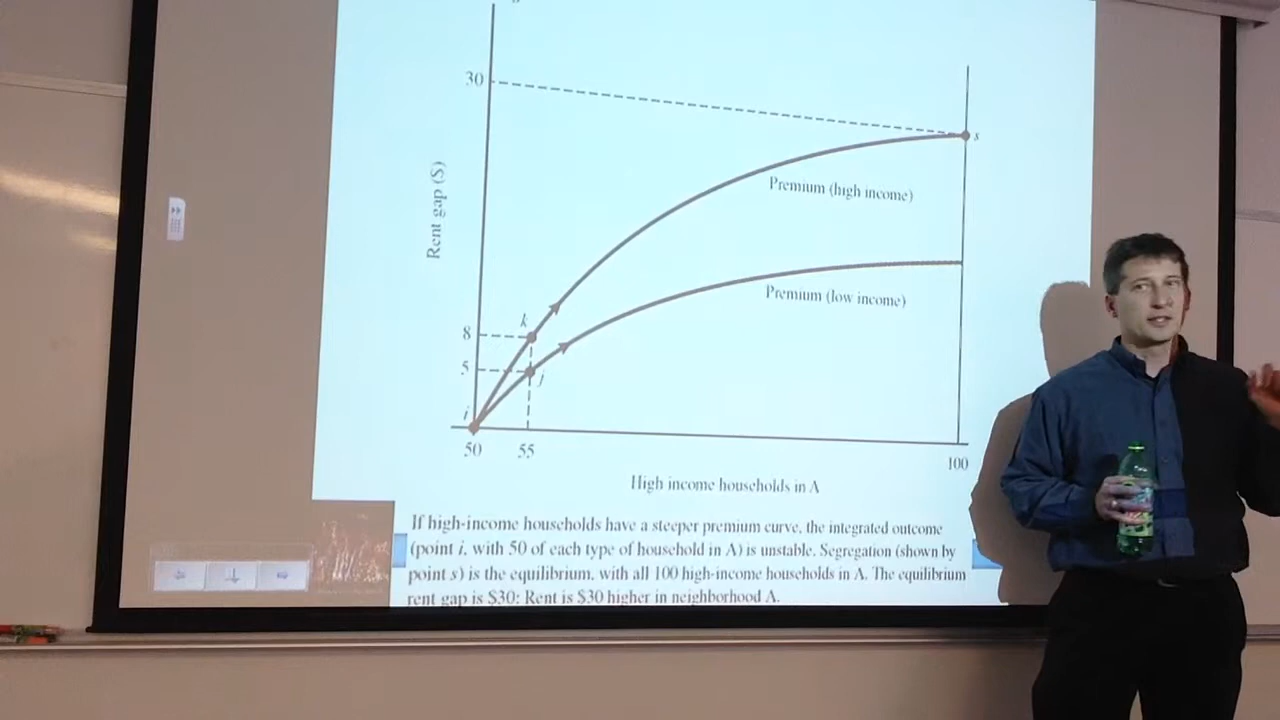 30
s
Premium (high income)
Rent gap ($)
Premium (low income)
k
8
5
j
i
50
55
100
High income households in A
If high-income households have a steeper premium curve, the integrated outcome
(point i, with 50 of each type of household in A) is unstable. Segregation (shown by
point s) is the equilibrium, with all 100 high-income households in A. The equilibrium
rent gap is $30: Rent is $30 higher in neighborhood A.